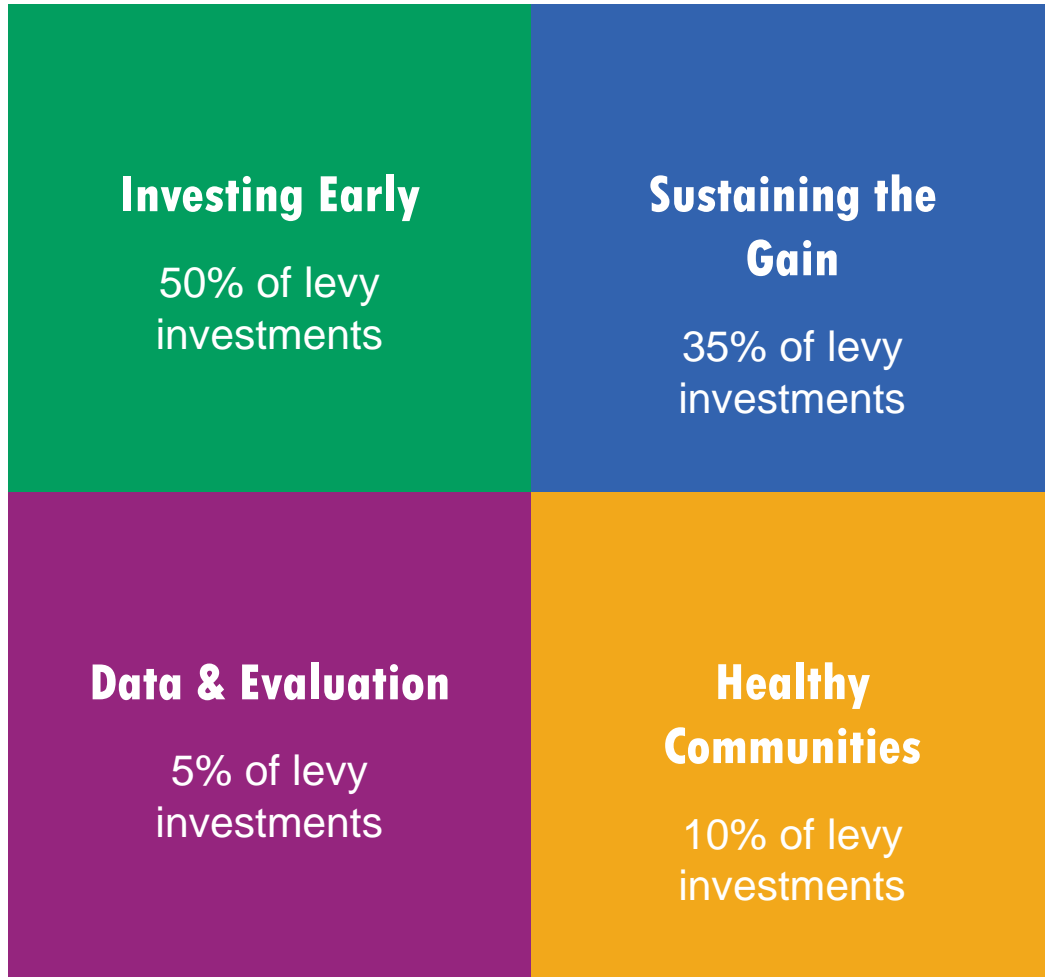 Investing Early
50% of levy
investments
Sustaining the
Gain
35% of levy
investments
Data & Evaluation
5% of levy
investments
Healthy
Communities
10% of levy
investments